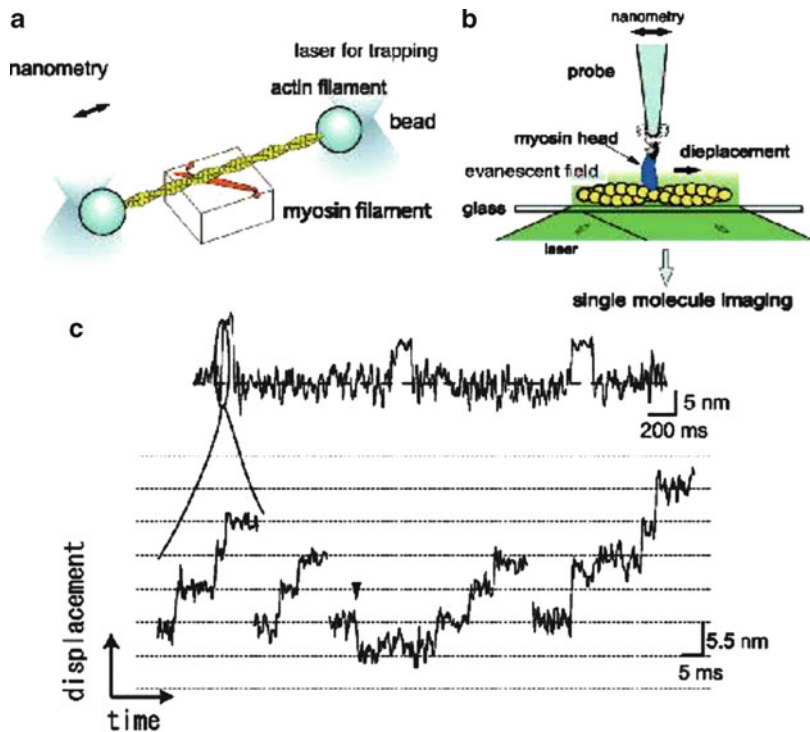 a
laser for trapping
nanometry
actin filament
bead
myosin filament
b
nanometry
probe
myosin head
dieplacement
evanescent field
glass
laser
single molecule imaging
c
5 nm
200 ms
displacement
5.5 nm
5 ms
time